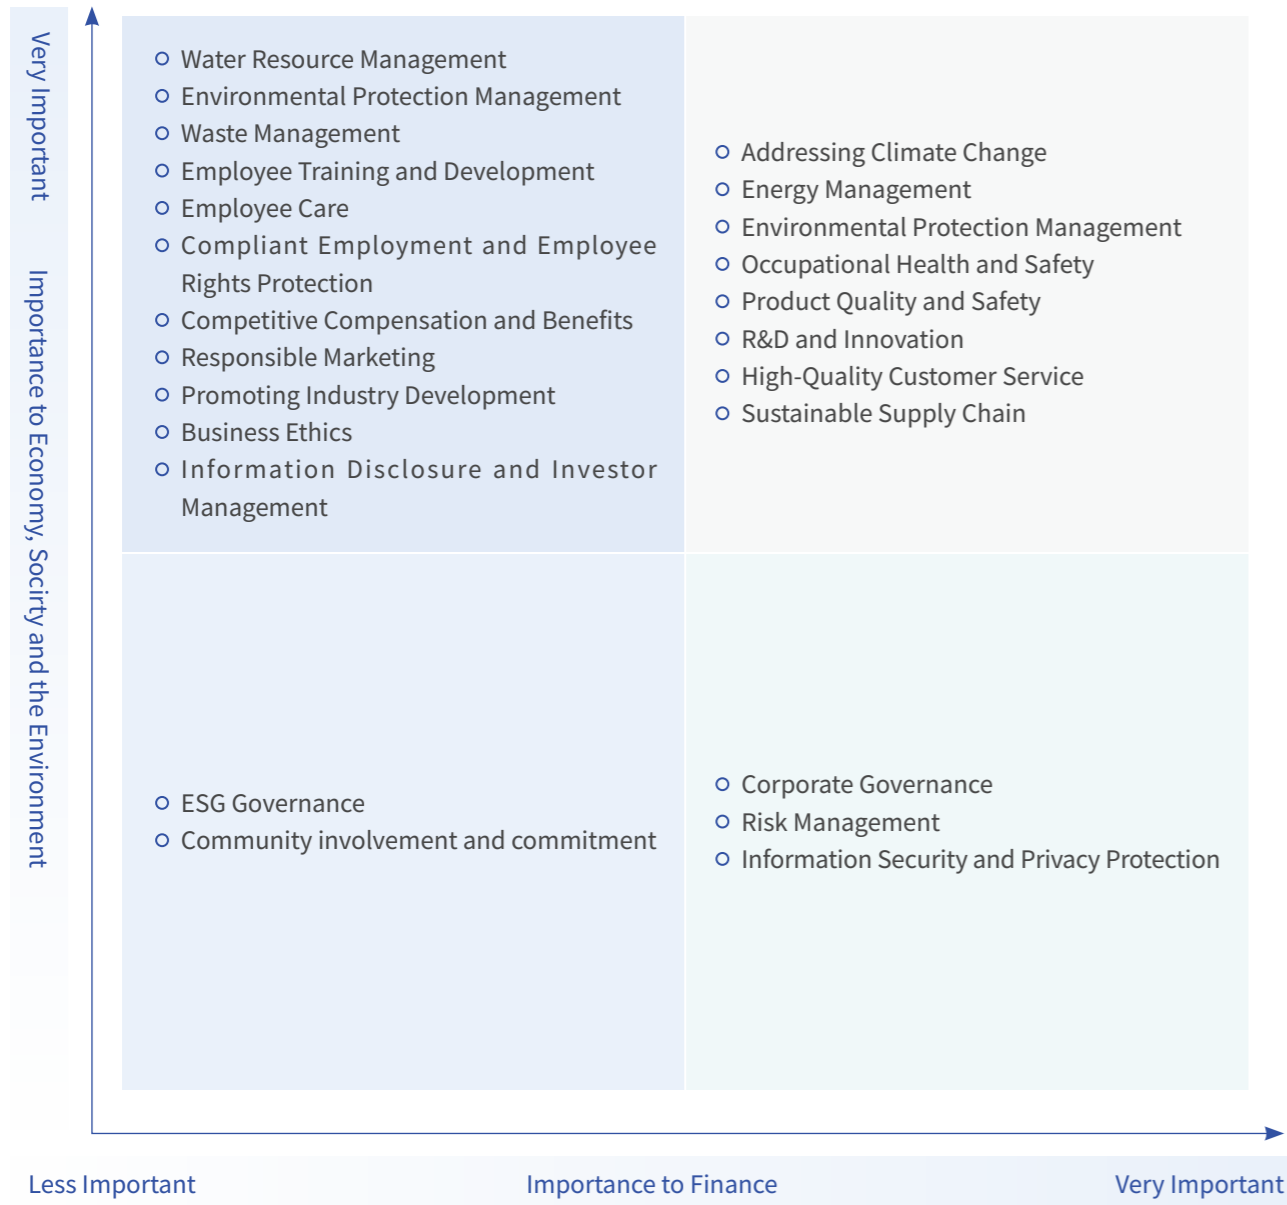 Very Important
Importance to Economy, Socirty and the Environment
Water Resource Management
Environmental Protection Management
Waste Management
Employee Training and Development
Employee Care
Compliant Employment and Employee
Rights Protection
Competitive Compensation and Benefits
Responsible Marketing
Promoting Industry Development
Business Ethics
Information Disclosure and Investor
Management
Addressing Climate Change
Energy Management
Environmental Protection Management
Occupational Health and Safety
Product Quality and Safety
R&D and Innovation
High-Quality Customer Service
Sustainable Supply Chain
ESG Governance
Community involvement and commitment
Corporate Governance
Risk Management
Information Security and Privacy Protection
Less Important
Importance to Finance
Very Important